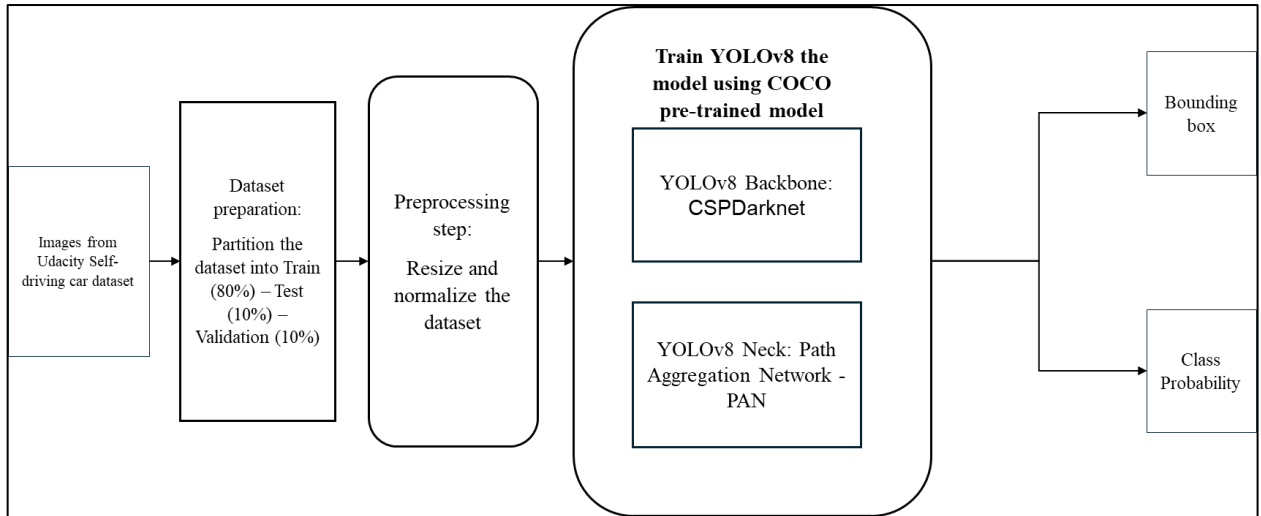 Images from
Udacity Self-
driving car dataset
Dataset
preparation:
Partition the
dataset into Train
(80%) – Test
(10%) –
Validation (10%)
Preprocessing
step:
Resize and
normalize the
dataset
Train YOLOv8 the
model using COCO
pre-trained model
YOLOv8 Backbone:
CSPDarknet
YOLOv8 Neck: Path
Aggregation Network -
PAN
Bounding
box
Class
Probability